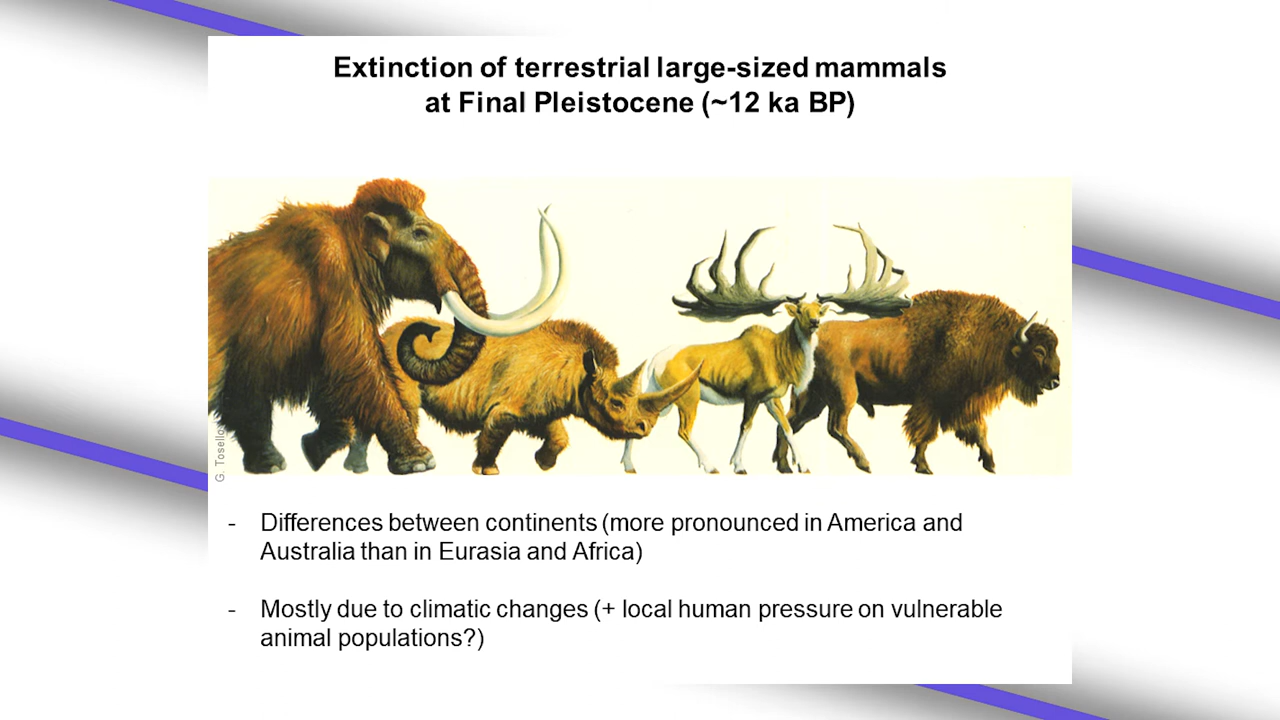 Extinction of terrestrial large-sized mammals
at Final Pleistocene (~12 ka BP)
G. Tosello
- Differences between continents (more pronounced in America and
Australia than in Eurasia and Africa)
- Mostly due to climatic changes (+ local human pressure on vulnerable
animal populations?)